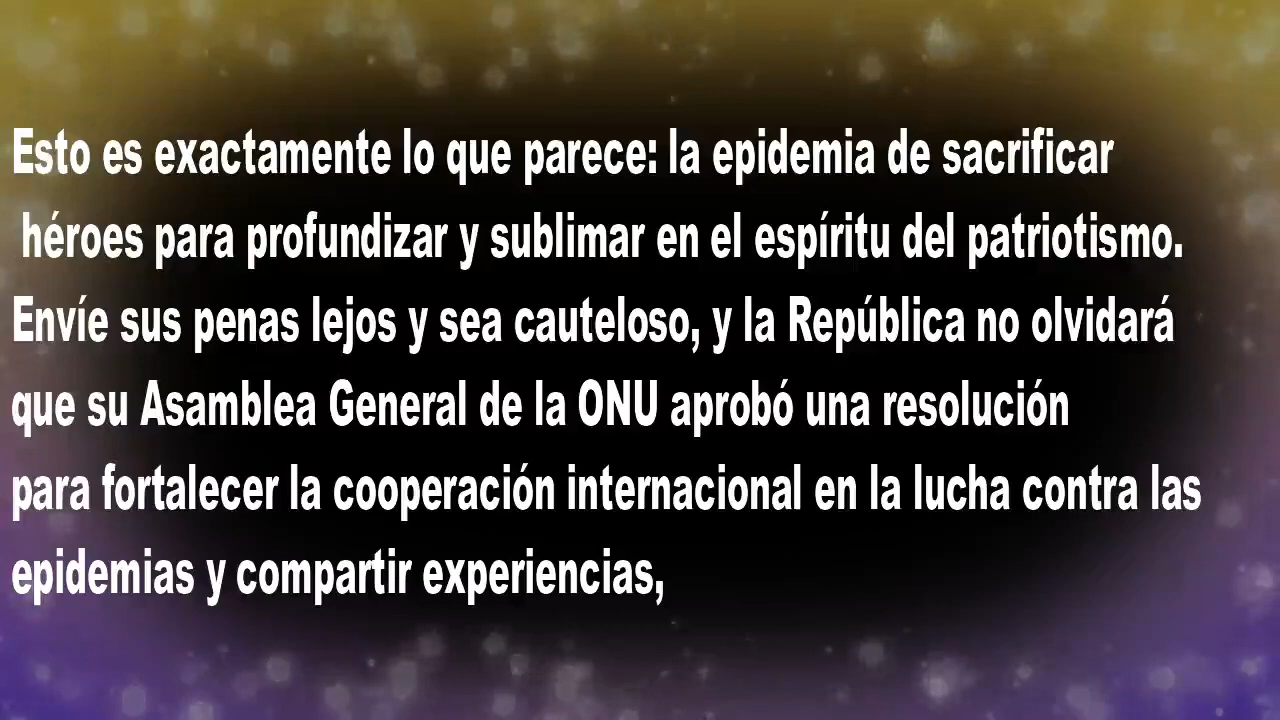 Esto es exactamente lo que parece: la epidemia de sacrificar
héroes para profundizar y sublimar en el espíritu del patriotismo.
Envíe sus penas lejos y sea cauteloso, y la República no olvidará
que su Asamblea General de la ONU aprobó una resolución
para fortalecer la cooperación internacional en la lucha contra las
epidemias y compartir experiencias,